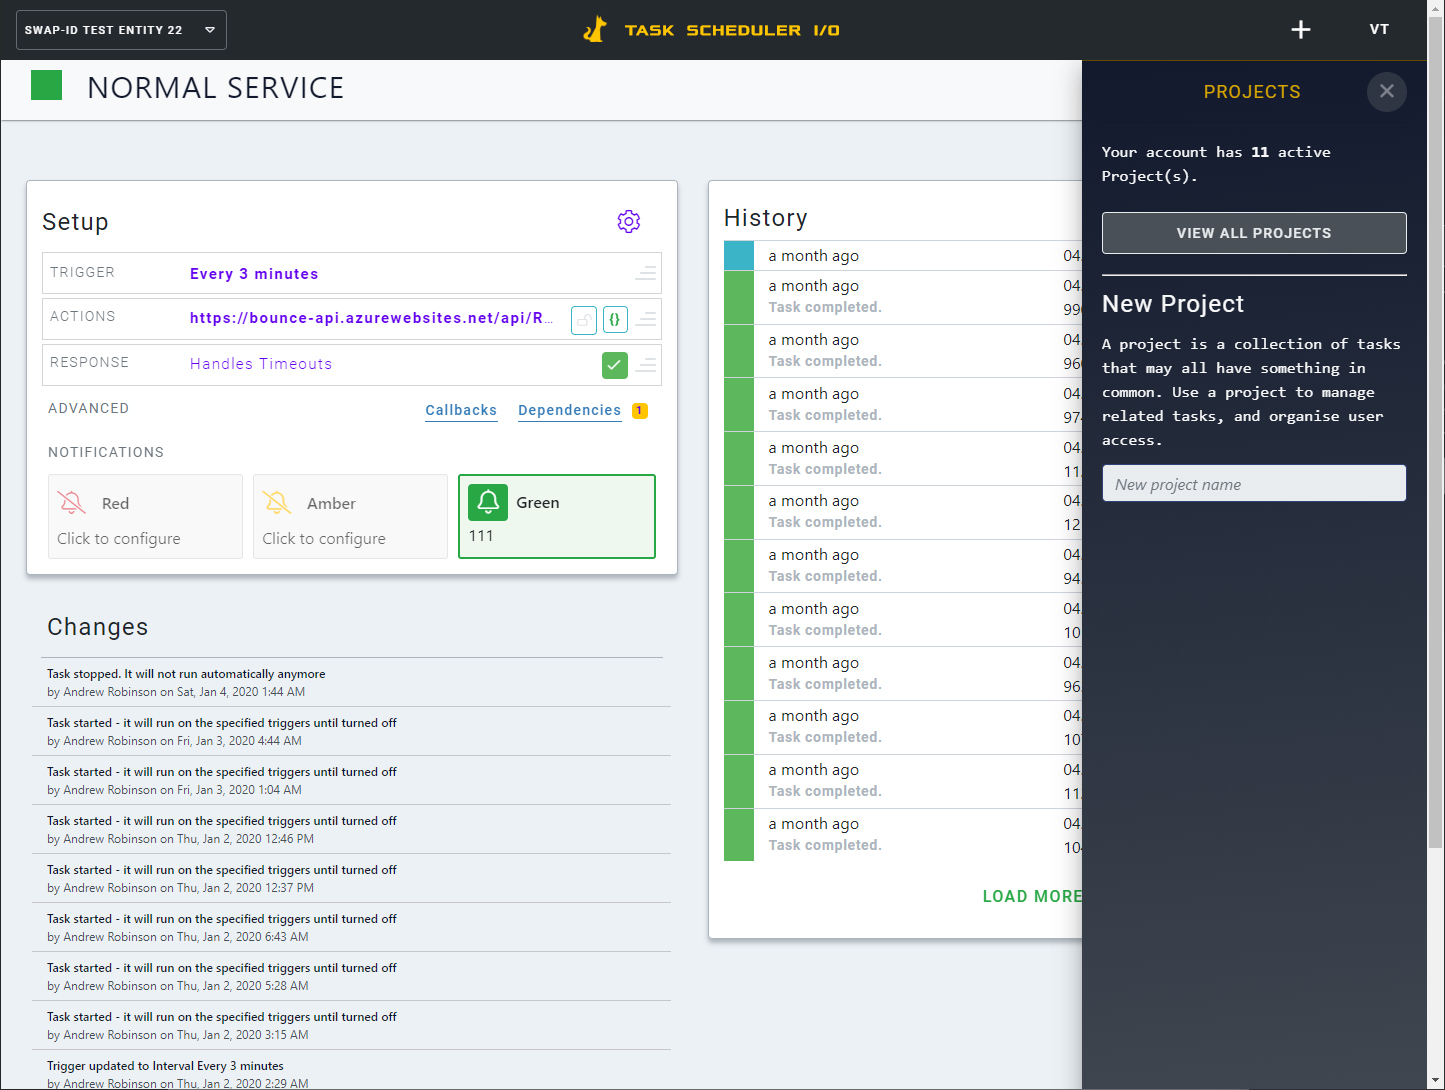 SWAP-ID TEST ENTITY 22
TASK SCHEDULER I/O
VT
NORMAL SERVICE
Setup
TRIGGER
Every 3 minutes
ACTIONS
https://bounce-api.azurewebsites.net/api/R...
{}
RESPONSE
Handles Timeouts
ADVANCED
Callbacks
Dependencies 1
NOTIFICATIONS
Red
Click to configure
Amber
Click to configure
Green
111
Changes
Task stopped. It will not run automatically anymore
by Andrew Robinson on Sat, Jan 4, 2020 1:44 AM
Task started - it will run on the specified triggers until turned off
by Andrew Robinson on Fri, Jan 3, 2020 4:44 AM
Task started - it will run on the specified triggers until turned off
by Andrew Robinson on Fri, Jan 3, 2020 1:04 AM
Task started - it will run on the specified triggers until turned off
by Andrew Robinson on Thu, Jan 2, 2020 12:46 PM
Task started - it will run on the specified triggers until turned off
by Andrew Robinson on Thu, Jan 2, 2020 12:37 PM
Task started - it will run on the specified triggers until turned off
by Andrew Robinson on Thu, Jan 2, 2020 6:43 AM
Task started - it will run on the specified triggers until turned off
by Andrew Robinson on Thu, Jan 2, 2020 5:28 AM
Task started - it will run on the specified triggers until turned off
by Andrew Robinson on Thu, Jan 2, 2020 3:15 AM
Trigger updated to Interval Every 3 minutes
by Andrew Robinson on Thu, Jan 2, 2020 2:29 AM
History
a month ago 04
a month ago 04
Task completed.
a month ago 04
Task completed.
a month ago 04
Task completed.
a month ago 04
Task completed.
a month ago 04
Task completed.
a month ago 04
Task completed.
a month ago 04
Task completed.
a month ago 04
Task completed.
a month ago 04
Task completed.
a month ago 04
Task completed.
a month ago 04
Task completed.
LOAD MORE
PROJECTS
Your account has 11 active
Project(s).
VIEW ALL PROJECTS
New Project
A project is a collection of tasks
that may all have something in
common. Use a project to manage
related tasks, and organise user
access.
New project name